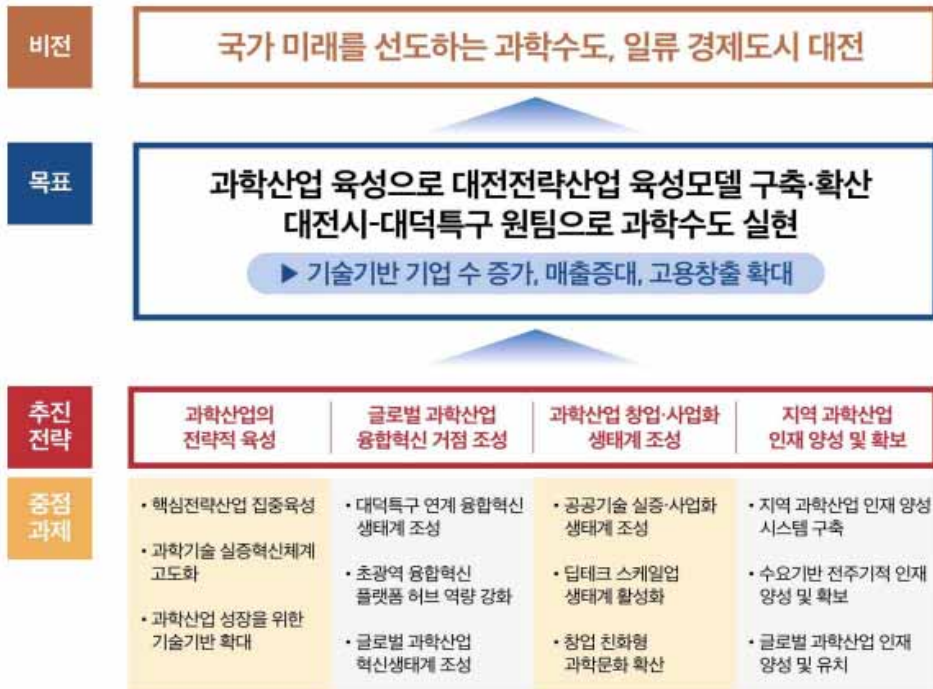 비전
국가 미래를 선도하는 과학수도, 일류 경제도시 대전
목표
과학산업 육성으로 대전전략산업 육성모델 구축·확산
대전시-대덕특구 원팀으로 과학수도 실현
▶ 기술기반 기업 수 증가, 매출증대, 고용창출 확대
추진
전략
과학산업의
전략적 육성
글로벌 과학산업
융합혁신 거점 조성
과학산업 창업·사업화
생태계 조성
지역 과학산업
인재 양성 및 확보
중점
과제
• 핵심전략산업 집중육성
• 과학기술 실증혁신체계
고도화
• 과학산업 성장을 위한
기술기반 확대
• 대덕특구 연계 융합혁신
생태계 조성
• 초광역 융합혁신
플랫폼 허브 역량 강화
• 글로벌 과학산업
혁신생태계 조성
• 공공기술 실증·사업화
생태계 조성
• 딥테크 스케일업
생태계 활성화
• 창업 친화형
과학문화 확산
• 지역 과학산업 인재 양성
시스템 구축
• 수요기반 전주기적 인재
양성 및 확보
• 글로벌 과학산업 인재
양성 및 유치